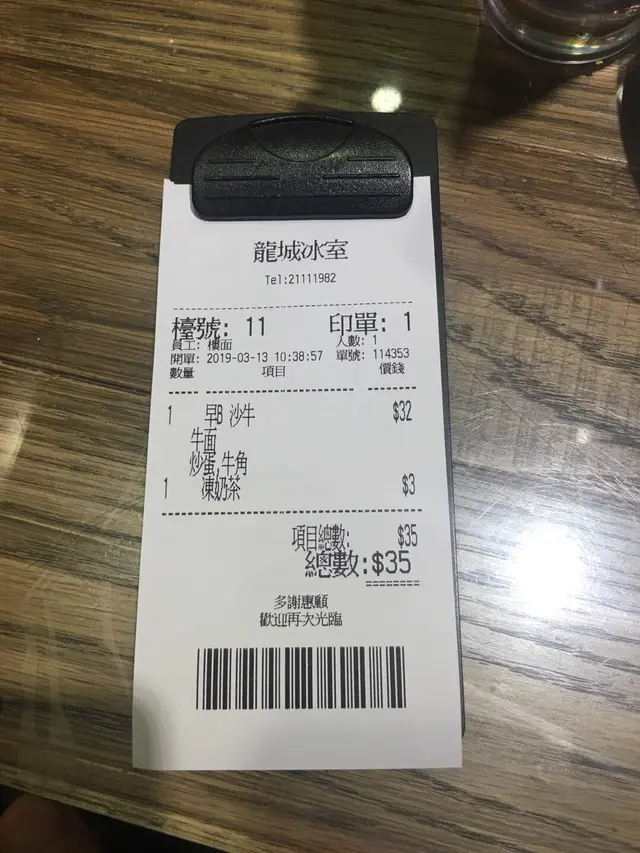 龍城冰室
Tel:21111982
檯號: 11 印單: 1
員工: 樓面 人數: 1
開單: 2019-03-13 10:38:57 單號: 114353
數量 項目 價錢
1 早B 沙牛 $32
牛面
炒蛋,牛角
1 凍奶茶 $3
項目總數: $35
總數:$35
多謝惠顧
歡迎再次光臨